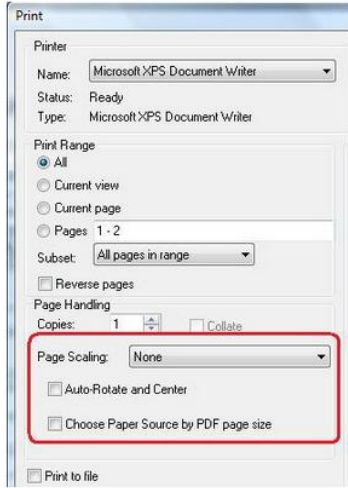 Print
Printer
Name: Microsoft XPS Document Writer
Status: Ready
Type: Microsoft XPS Document Writer
Print Range
All
Current view
Current page
Pages 1 - 2
Subset: All pages in range
Reverse pages
Page Handling
Copies: 1 Collate
Page Scaling: None
Auto-Rotate and Center
Choose Paper Source by PDF page size
Print to file